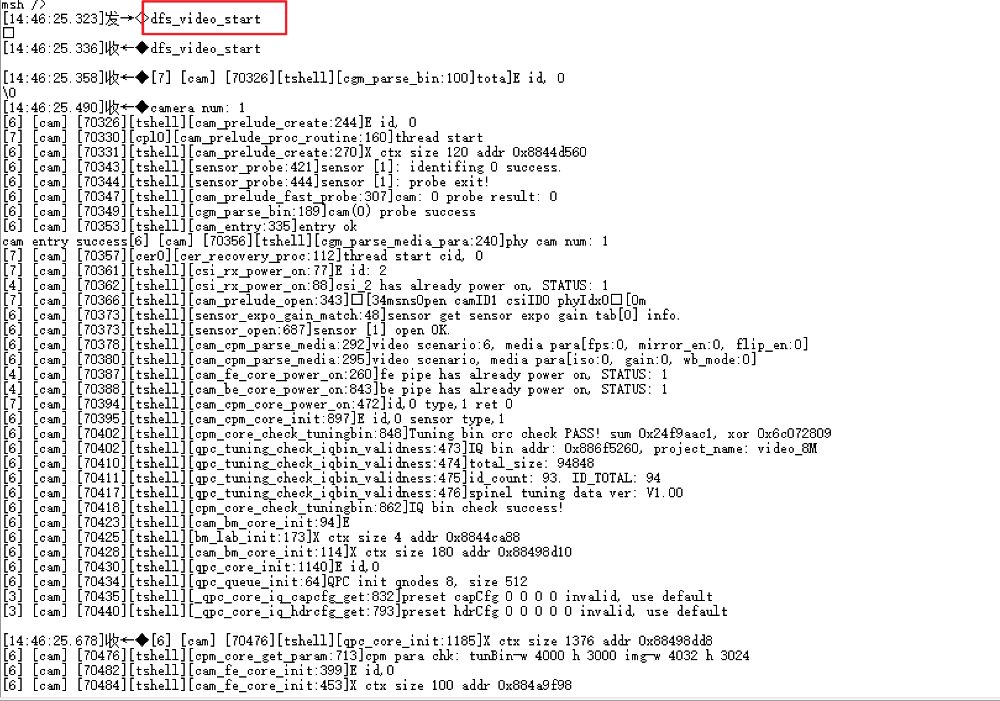 msh />
[14:46:25.323]发→◇dfs_video_start
□
[14:46:25.336]收←◆dfs_video_start
[14:46:25.358]收←◆[7] [cam] [70326][tshell][cgm_parse_bin:100]tota]E id, 0
\0
[14:46:25.490]收←◆camera num: 1
[6] [cam] [70326][tshell][cam_prelude_create:244]E id, 0
[7] [cam] [70330][cpl0][cam_prelude_proc_routine:160]thread start
[6] [cam] [70331][tshell][cam_prelude_create:270]X ctx size 120 addr 0x8844d560
[6] [cam] [70343][tshell][sensor_probe:421]sensor [1]: identifing 0 success.
[6] [cam] [70344][tshell][sensor_probe:444]sensor [1]: probe exit!
[6] [cam] [70347][tshell][cam_prelude_fast_probe:307]cam: 0 probe result: 0
[6] [cam] [70349][tshell][cgm_parse_bin:189]cam(0) probe success
[6] [cam] [70353][tshell][cam_entry:335]entry ok
cam entry success[6] [cam] [70356][tshell][cgm_parse_media_para:240]phy cam num: 1
[7] [cam] [70357][cer0][cer_recovery_proc:112]thread start cid, 0
[7] [cam] [70361][tshell][csi_rx_power_on:77]E id: 2
[4] [cam] [70362][tshell][csi_rx_power_on:88]csi_2 has already power on, STATUS: 1
[7] [cam] [70366][tshell][cam_prelude_open:343]□[34msnsOpen camID1 csiID0 phyIdx0□[0m
[6] [cam] [70373][tshell][sensor_expo_gain_match:48]sensor get sensor expo gain tab[0] info.
[6] [cam] [70373][tshell][sensor_open:687]sensor [1] open OK.
[6] [cam] [70378][tshell][cam_cpm_parse_media:292]video scenario:6, media para[fps:0, mirror_en:0, flip_en:0]
[6] [cam] [70380][tshell][cam_cpm_parse_media:295]video scenario, media para[iso:0, gain:0, wb_mode:0]
[4] [cam] [70387][tshell][cam_fe_core_power_on:260]fe pipe has already power on, STATUS: 1
[4] [cam] [70388][tshell][cam_be_core_power_on:843]be pipe has already power on, STATUS: 1
[7] [cam] [70394][tshell][cam_cpm_core_power_on:472]id,0 type,1 ret 0
[6] [cam] [70395][tshell][cam_cpm_core_init:897]E id,0 sensor type,1
[6] [cam] [70402][tshell][cpm_core_check_tuningbin:848]Tuning bin crc check PASS! sum 0x24f9aac1, xor 0x6c072809
[6] [cam] [70402][tshell][qpc_tuning_check_iqbin_validness:473]IQ bin addr: 0x886f5260, project_name: video_8M
[6] [cam] [70410][tshell][qpc_tuning_check_iqbin_validness:474]total_size: 94848
[6] [cam] [70411][tshell][qpc_tuning_check_iqbin_validness:475]id_count: 93. ID_TOTAL: 94
[6] [cam] [70417][tshell][qpc_tuning_check_iqbin_validness:476]spinel tuning data ver: V1.00
[6] [cam] [70418][tshell][cpm_core_check_tuningbin:862]IQ bin check success!
[6] [cam] [70423][tshell][cam_bm_core_init:94]E
[6] [cam] [70425][tshell][bm_lab_init:173]X ctx size 4 addr 0x8844ca88
[6] [cam] [70428][tshell][cam_bm_core_init:114]X ctx size 180 addr 0x88498d10
[6] [cam] [70430][tshell][qpc_core_init:1140]E id,0
[6] [cam] [70434][tshell][qpc_queue_init:64]QPC init qnodes 8, size 512
[3] [cam] [70435][tshell][_qpc_core_iq_capcfg_get:832]preset capCfg 0 0 0 0 invalid, use default
[3] [cam] [70440][tshell][_qpc_core_iq_hdrcfg_get:793]preset hdrCfg 0 0 0 0 0 invalid, use default
[14:46:25.678]收←◆[6] [cam] [70476][tshell][qpc_core_init:1185]X ctx size 1376 addr 0x88498dd8
[6] [cam] [70476][tshell][cpm_core_get_param:713]cpm para chk: tunBin-w 4000 h 3000 img-w 4032 h 3024
[6] [cam] [70482][tshell][cam_fe_core_init:399]E id,0
[6] [cam] [70484][tshell][cam_fe_core_init:453]X ctx size 100 addr 0x884a9f98